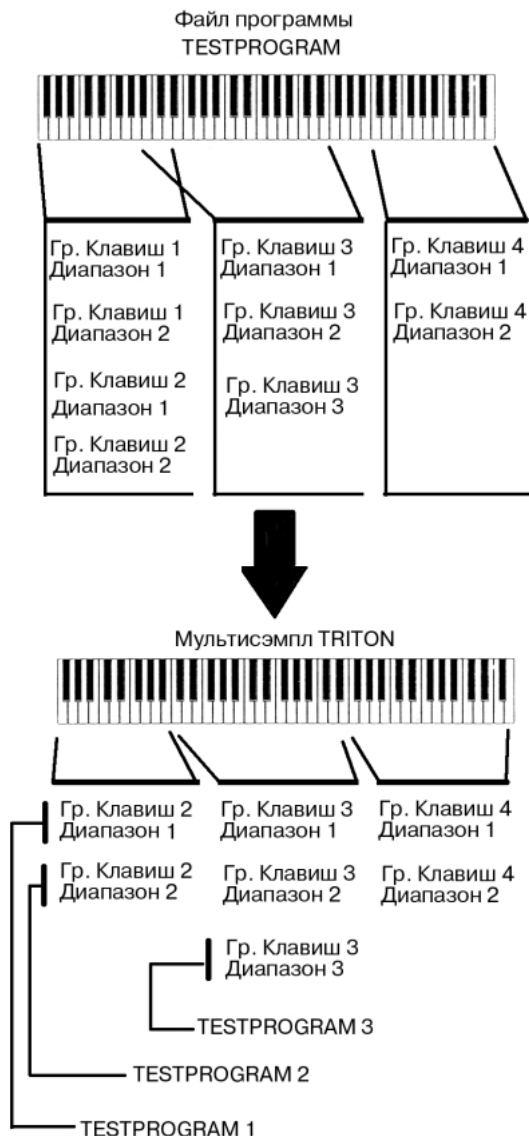 Файл программы
TESTPROGRAM
Гр. Клавиш 1
Диапазон 1
Гр. Клавиш 1
Диапазон 2
Гр. Клавиш 2
Диапазон 1
Гр. Клавиш 2
Диапазон 2
Гр. Клавиш 3
Диапазон 1
Гр. Клавиш 3
Диапазон 2
Гр. Клавиш 3
Диапазон 3
Гр. Клавиш 4
Диапазон 1
Гр. Клавиш 4
Диапазон 2
Мультисэмпл TRITON
Гр. Клавиш 2
Диапазон 1
Гр. Клавиш 2
Диапазон 2
Гр. Клавиш 3
Диапазон 1
Гр. Клавиш 3
Диапазон 2
Гр. Клавиш 3
Диапазон 3
Гр. Клавиш 4
Диапазон 1
Гр. Клавиш 4
Диапазон 2
TESTPROGRAM 3
TESTPROGRAM 2
TESTPROGRAM 1